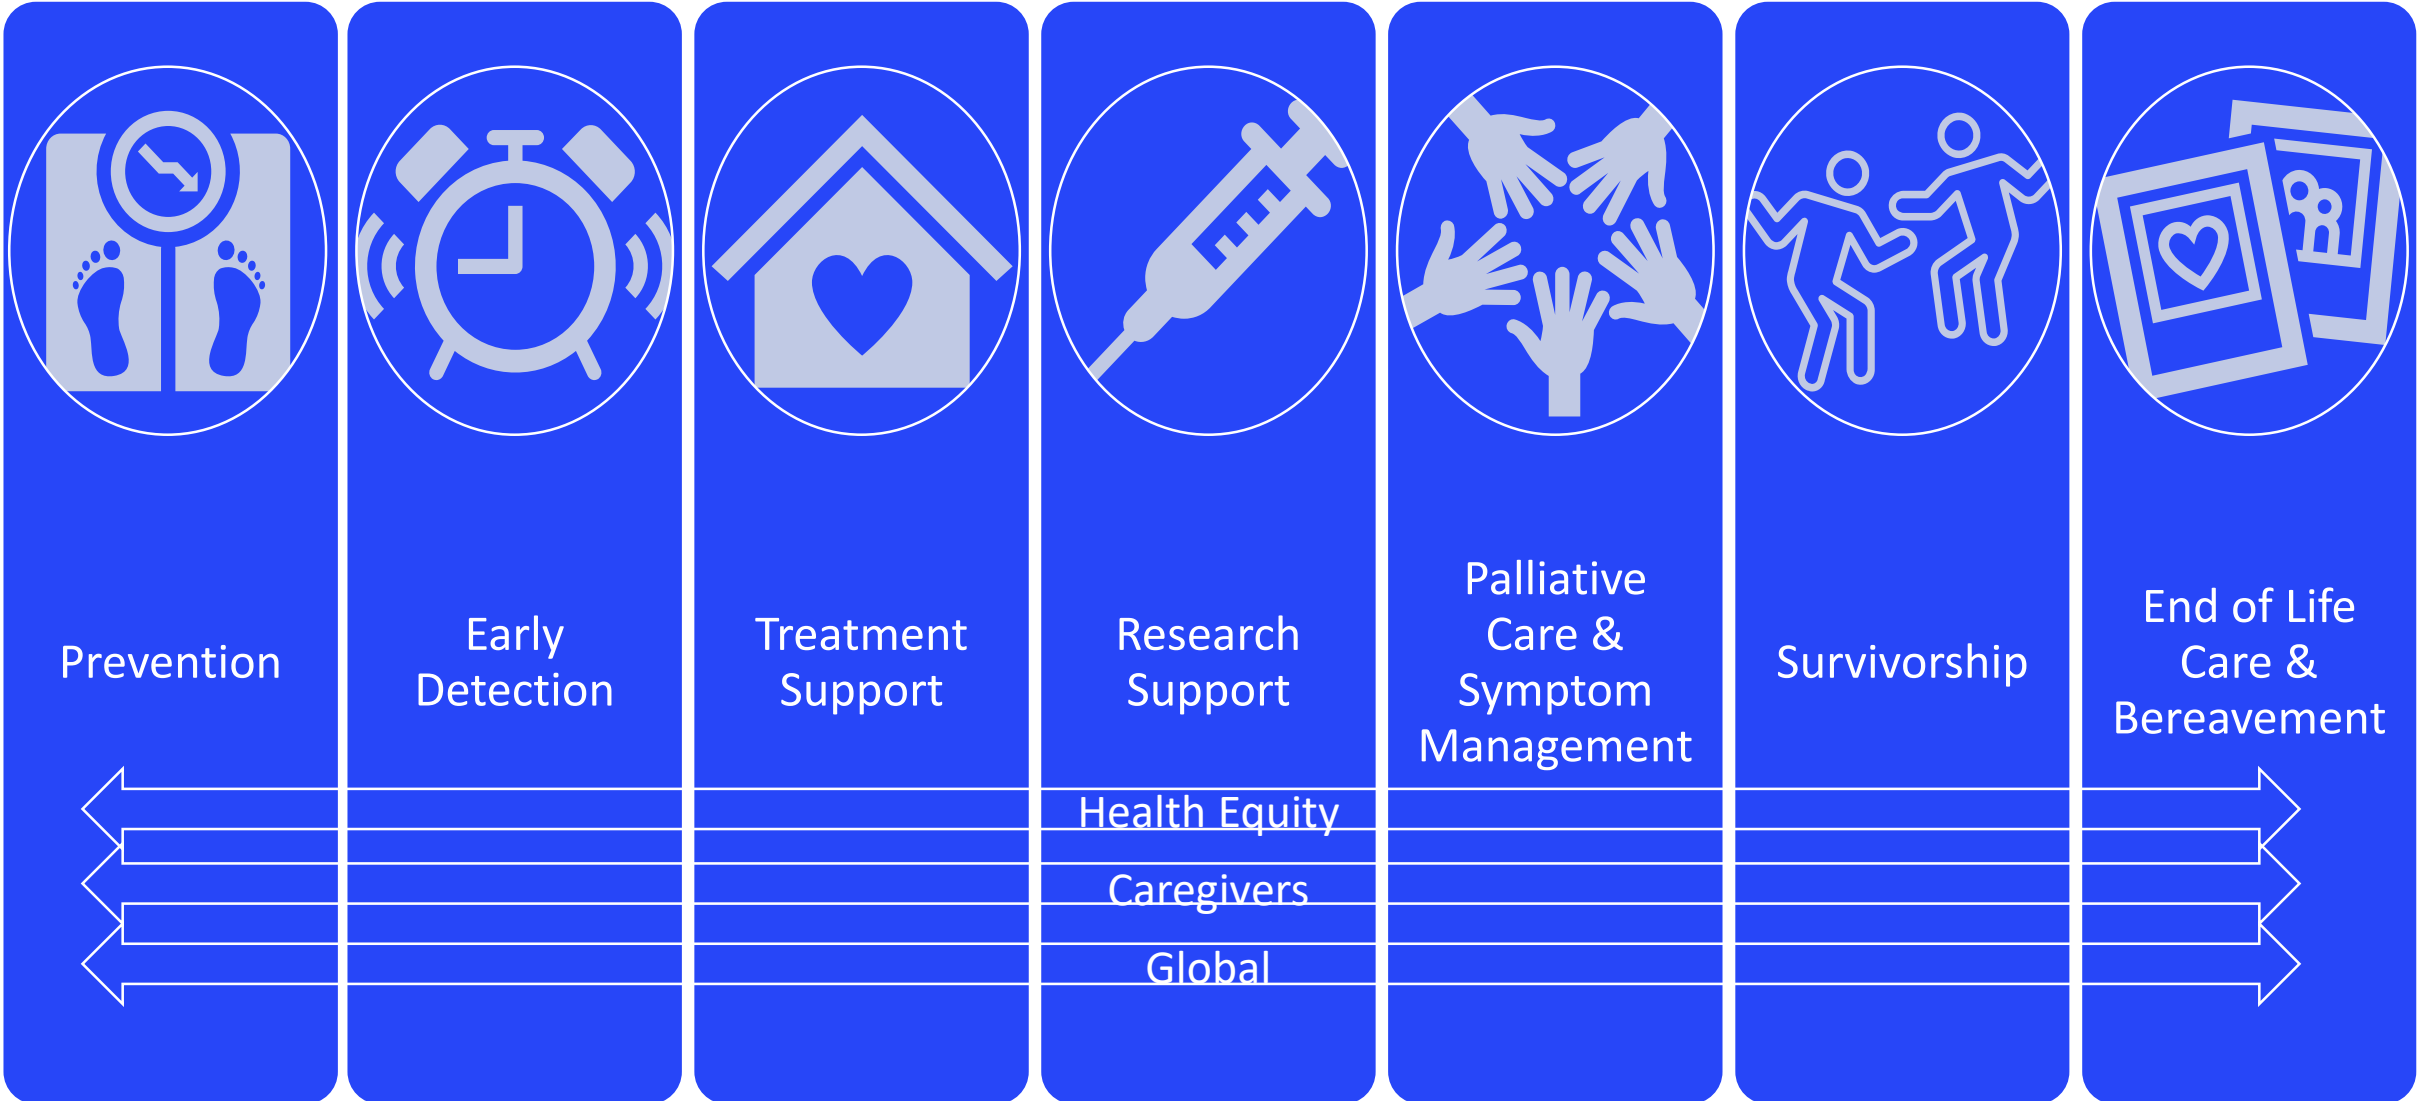 Prevention
Early
Detection
Treatment
Support
Research
Support
Palliative
Care &
Symptom
Management
Survivorship
End of Life
Care &
Bereavement
Health Equity
Caregivers
Global